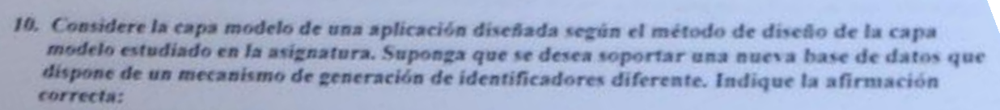 10. Considere la capa modelo de una aplicación diseñada según el método de diseño de la capa
modelo estudiado en la asignatura. Suponga que se desea soportar una nueva base de datos que
dispone de un mecanismo de generación de identificadores diferente. Indique la afirmación
correcta: